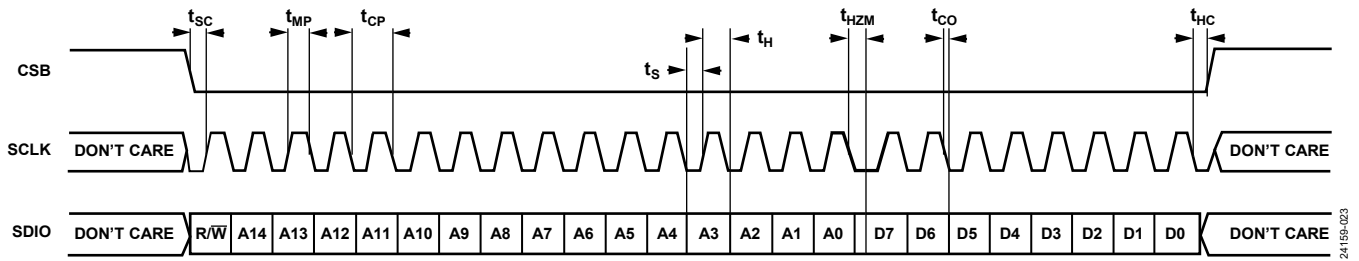 tSC tMP tCP tHZM tCO tHC
tS tH
CSB
SCLK DON'T CARE DON'T CARE
SDIO DON'T CARE R/W̅ A14 A13 A12 A11 A10 A9 A8 A7 A6 A5 A4 A3 A2 A1 A0 D7 D6 D5 D4 D3 D2 D1 D0 DON'T CARE
24159-023